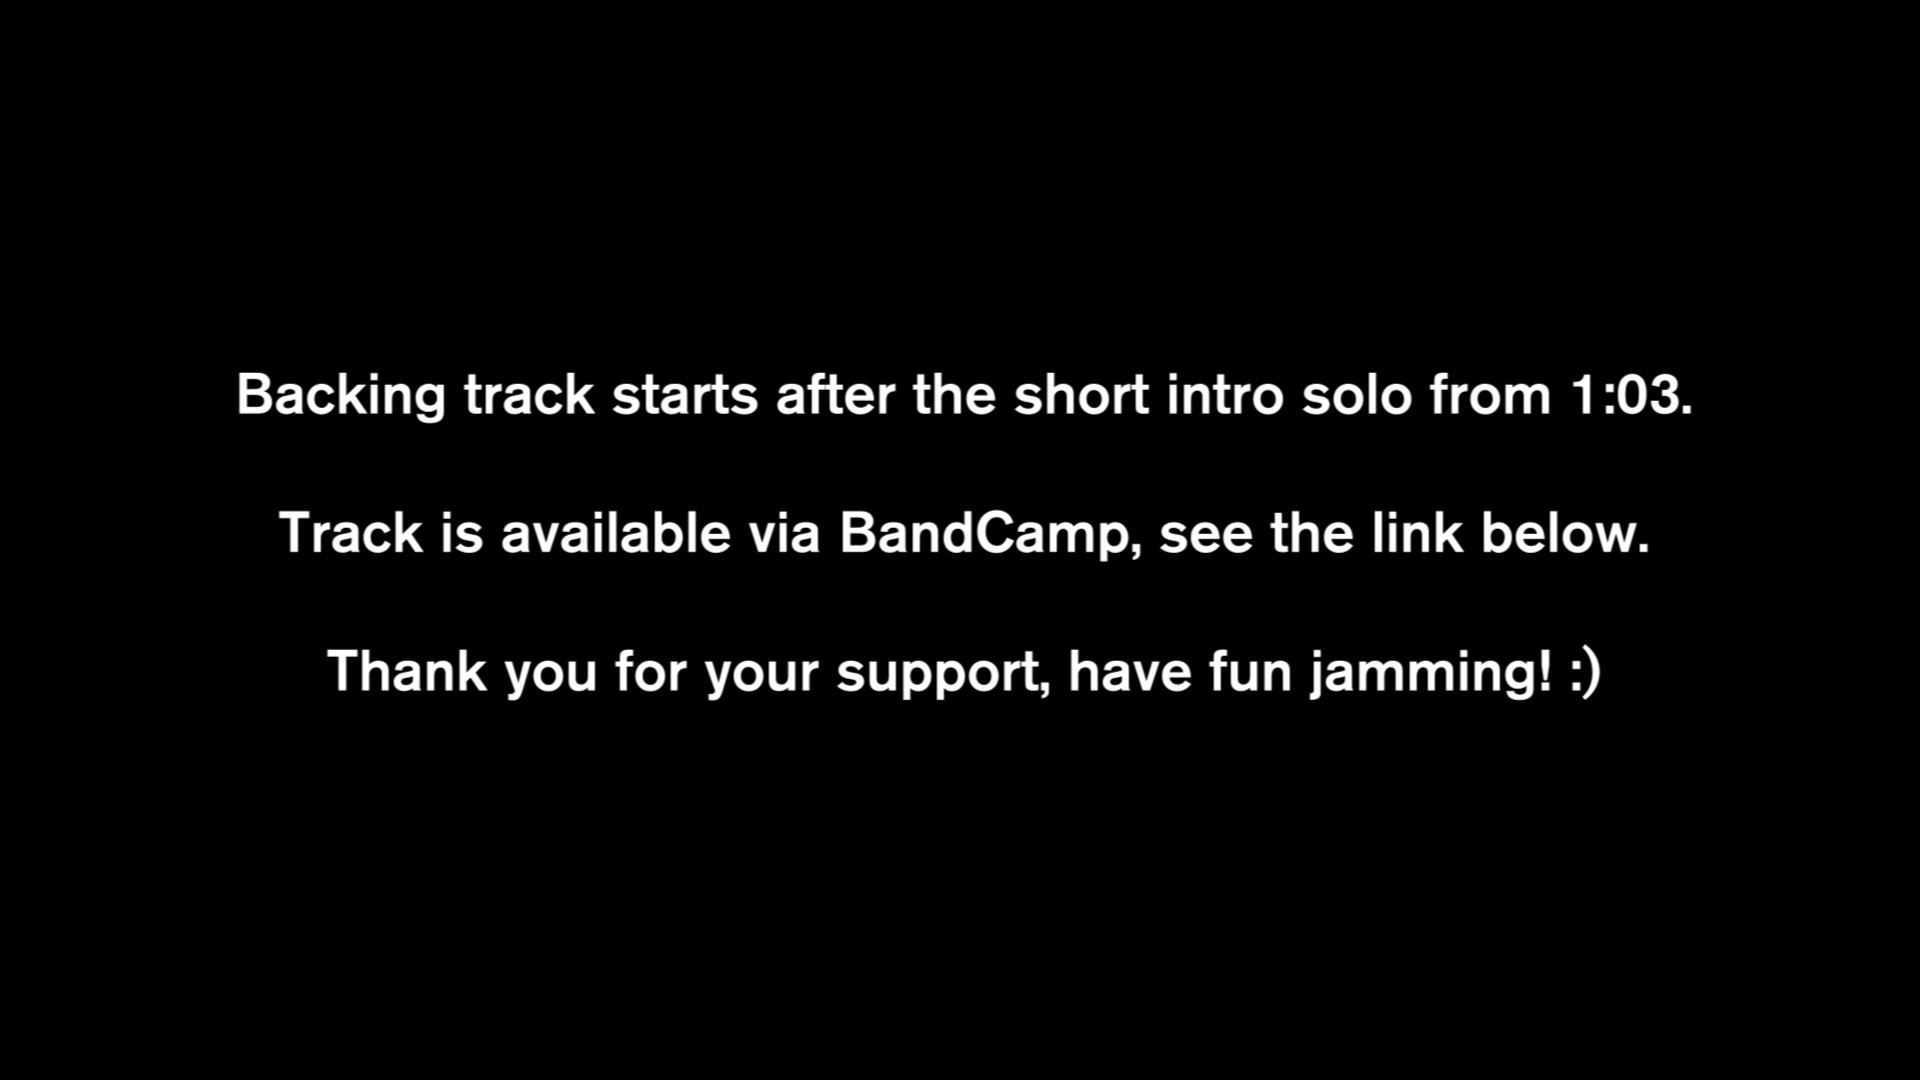 Backing track starts after the short intro solo from 1:03.
Track is available via BandCamp, see the link below.
Thank you for your support, have fun jamming! :)